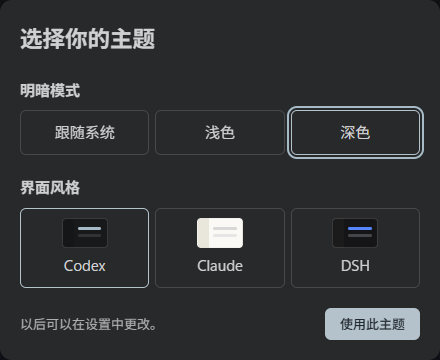 选择你的主题
明暗模式
跟随系统 浅色 深色
界面风格
Codex Claude DSH
以后可以在设置中更改。 使用此主题